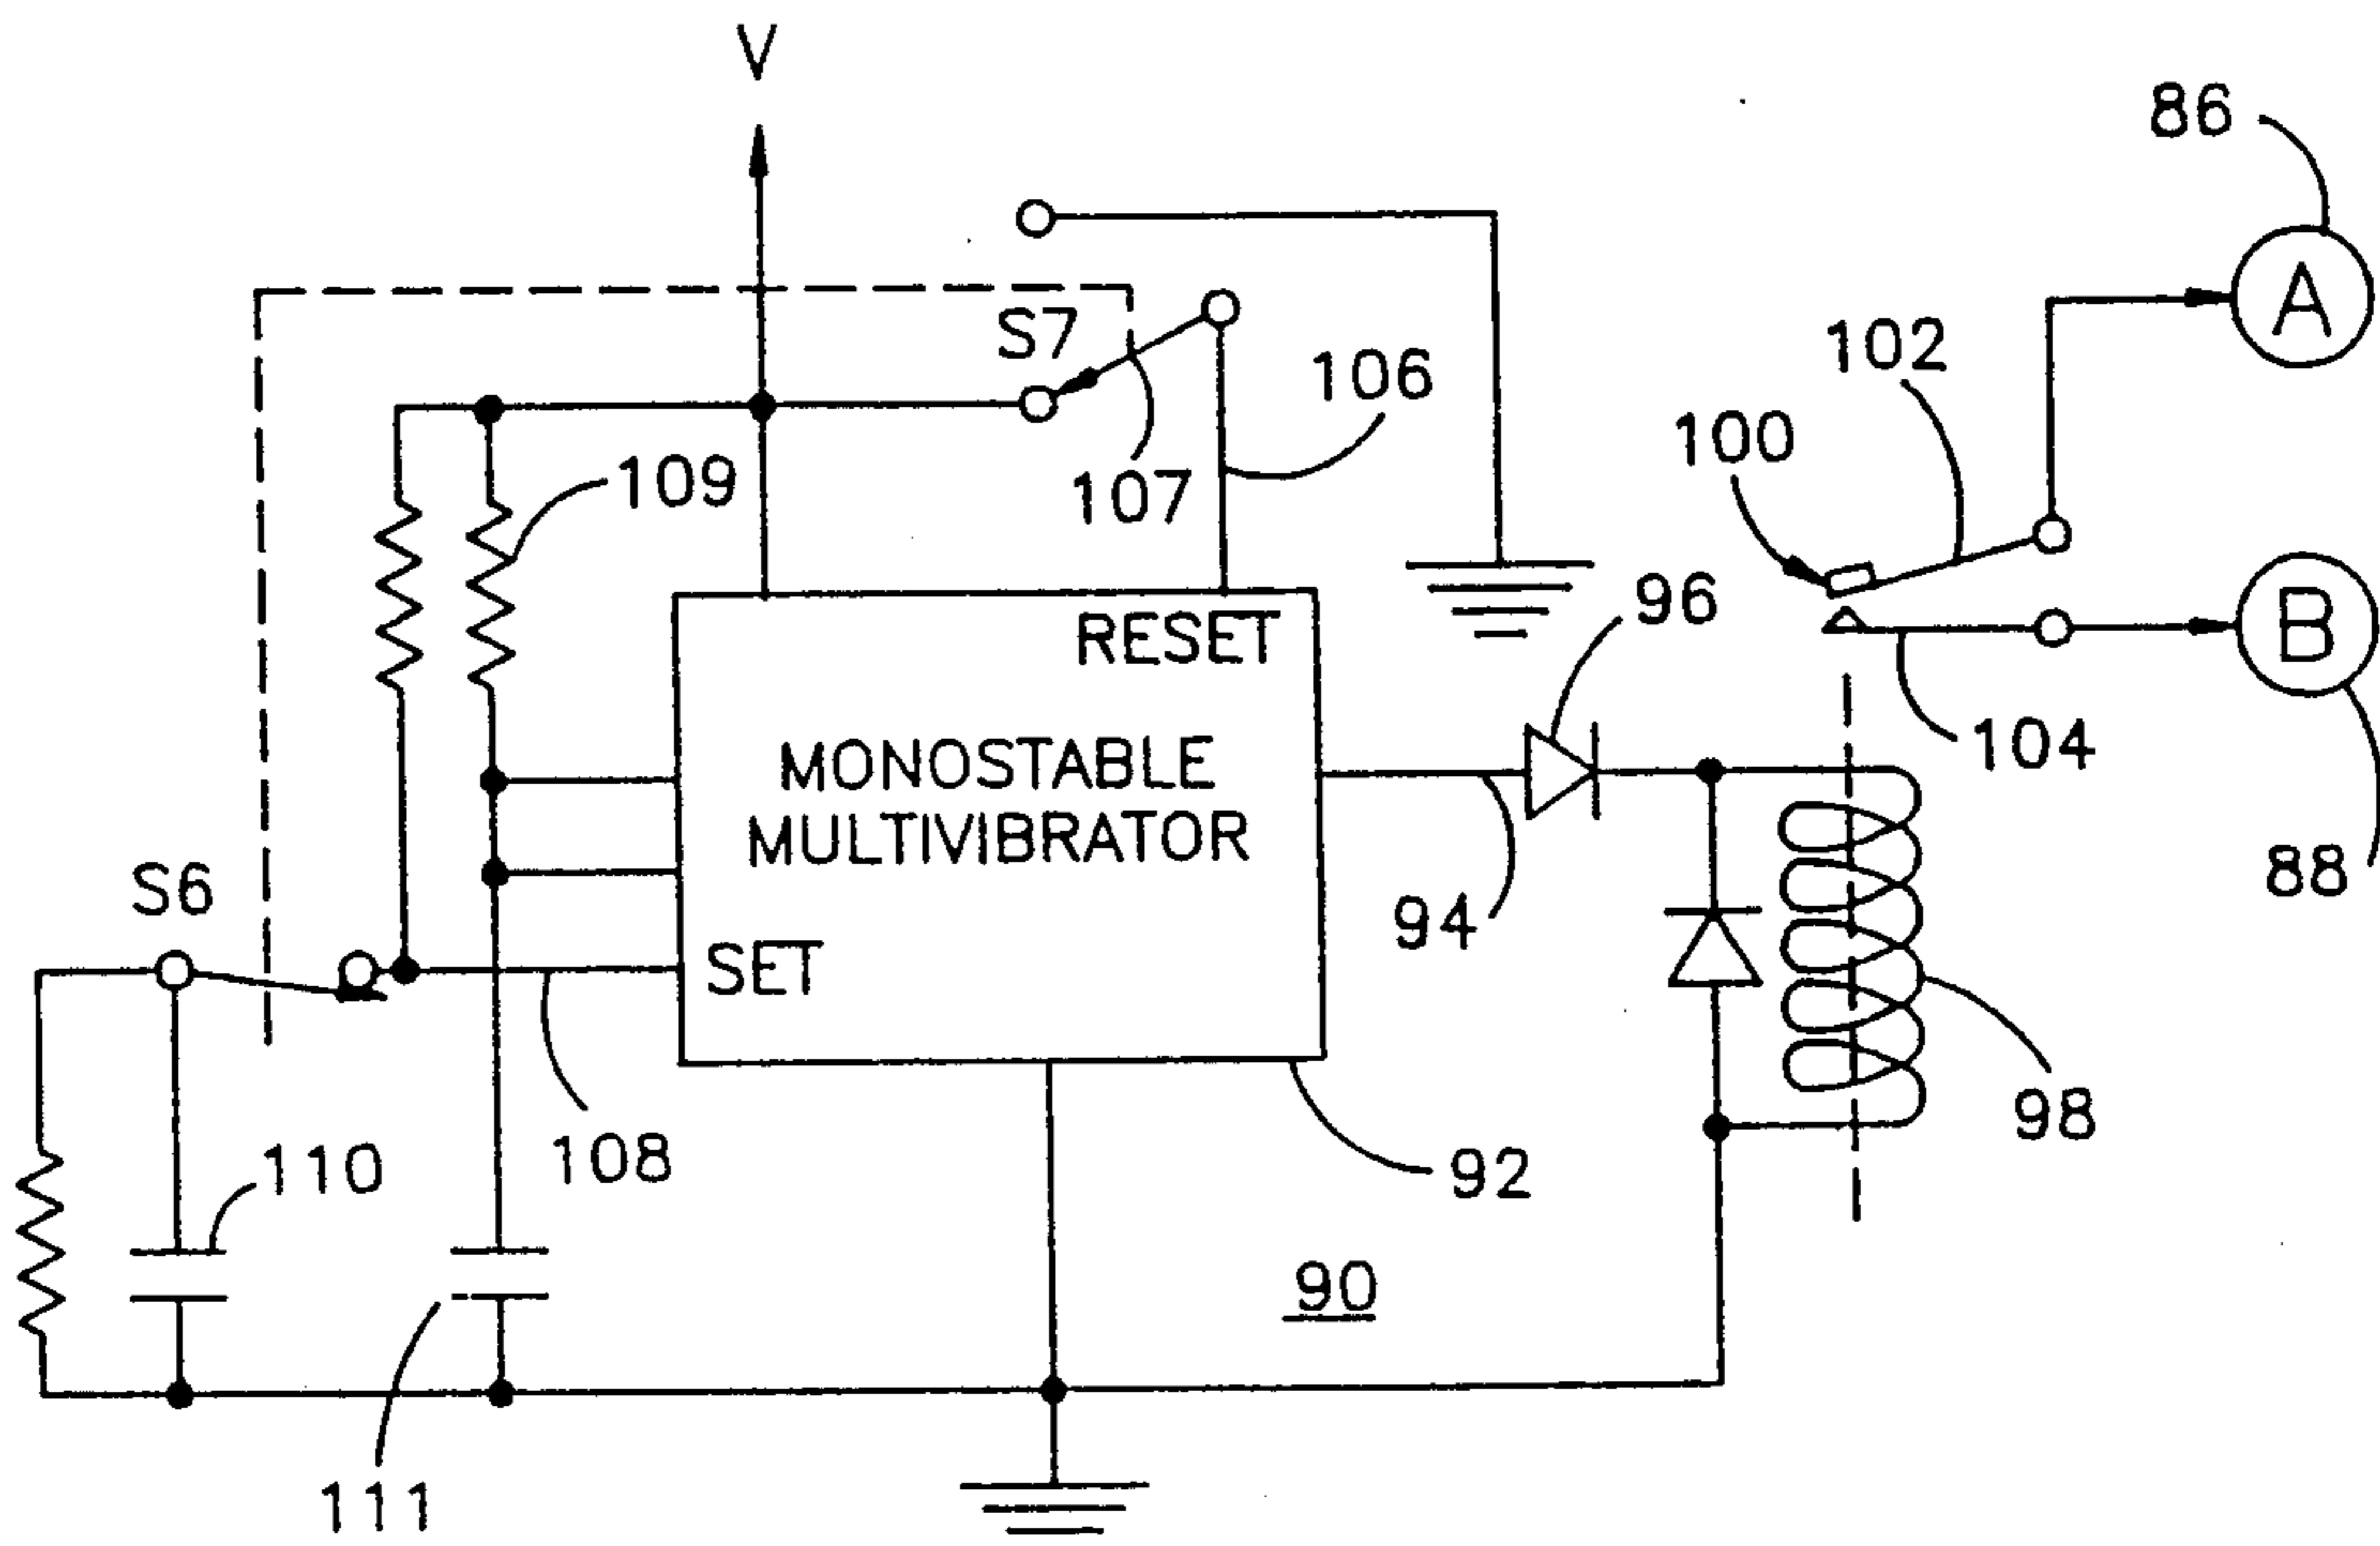 V
86
A
S7
102
106
100
109
107
96
RESET
B
104
MONOSTABLE
MULTIVIBRATOR
S6
88
94
SET
98
110
108
92
90
111